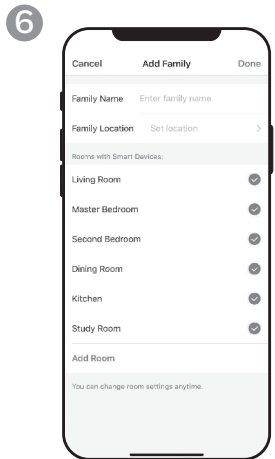 6
Cancel Add Family Done
Family Name Enter family name
Family Location Set location
Rooms with Smart Devices:
Living Room
Master Bedroom
Second Bedroom
Dining Room
Kitchen
Study Room
Add Room
You can change room settings anytime.